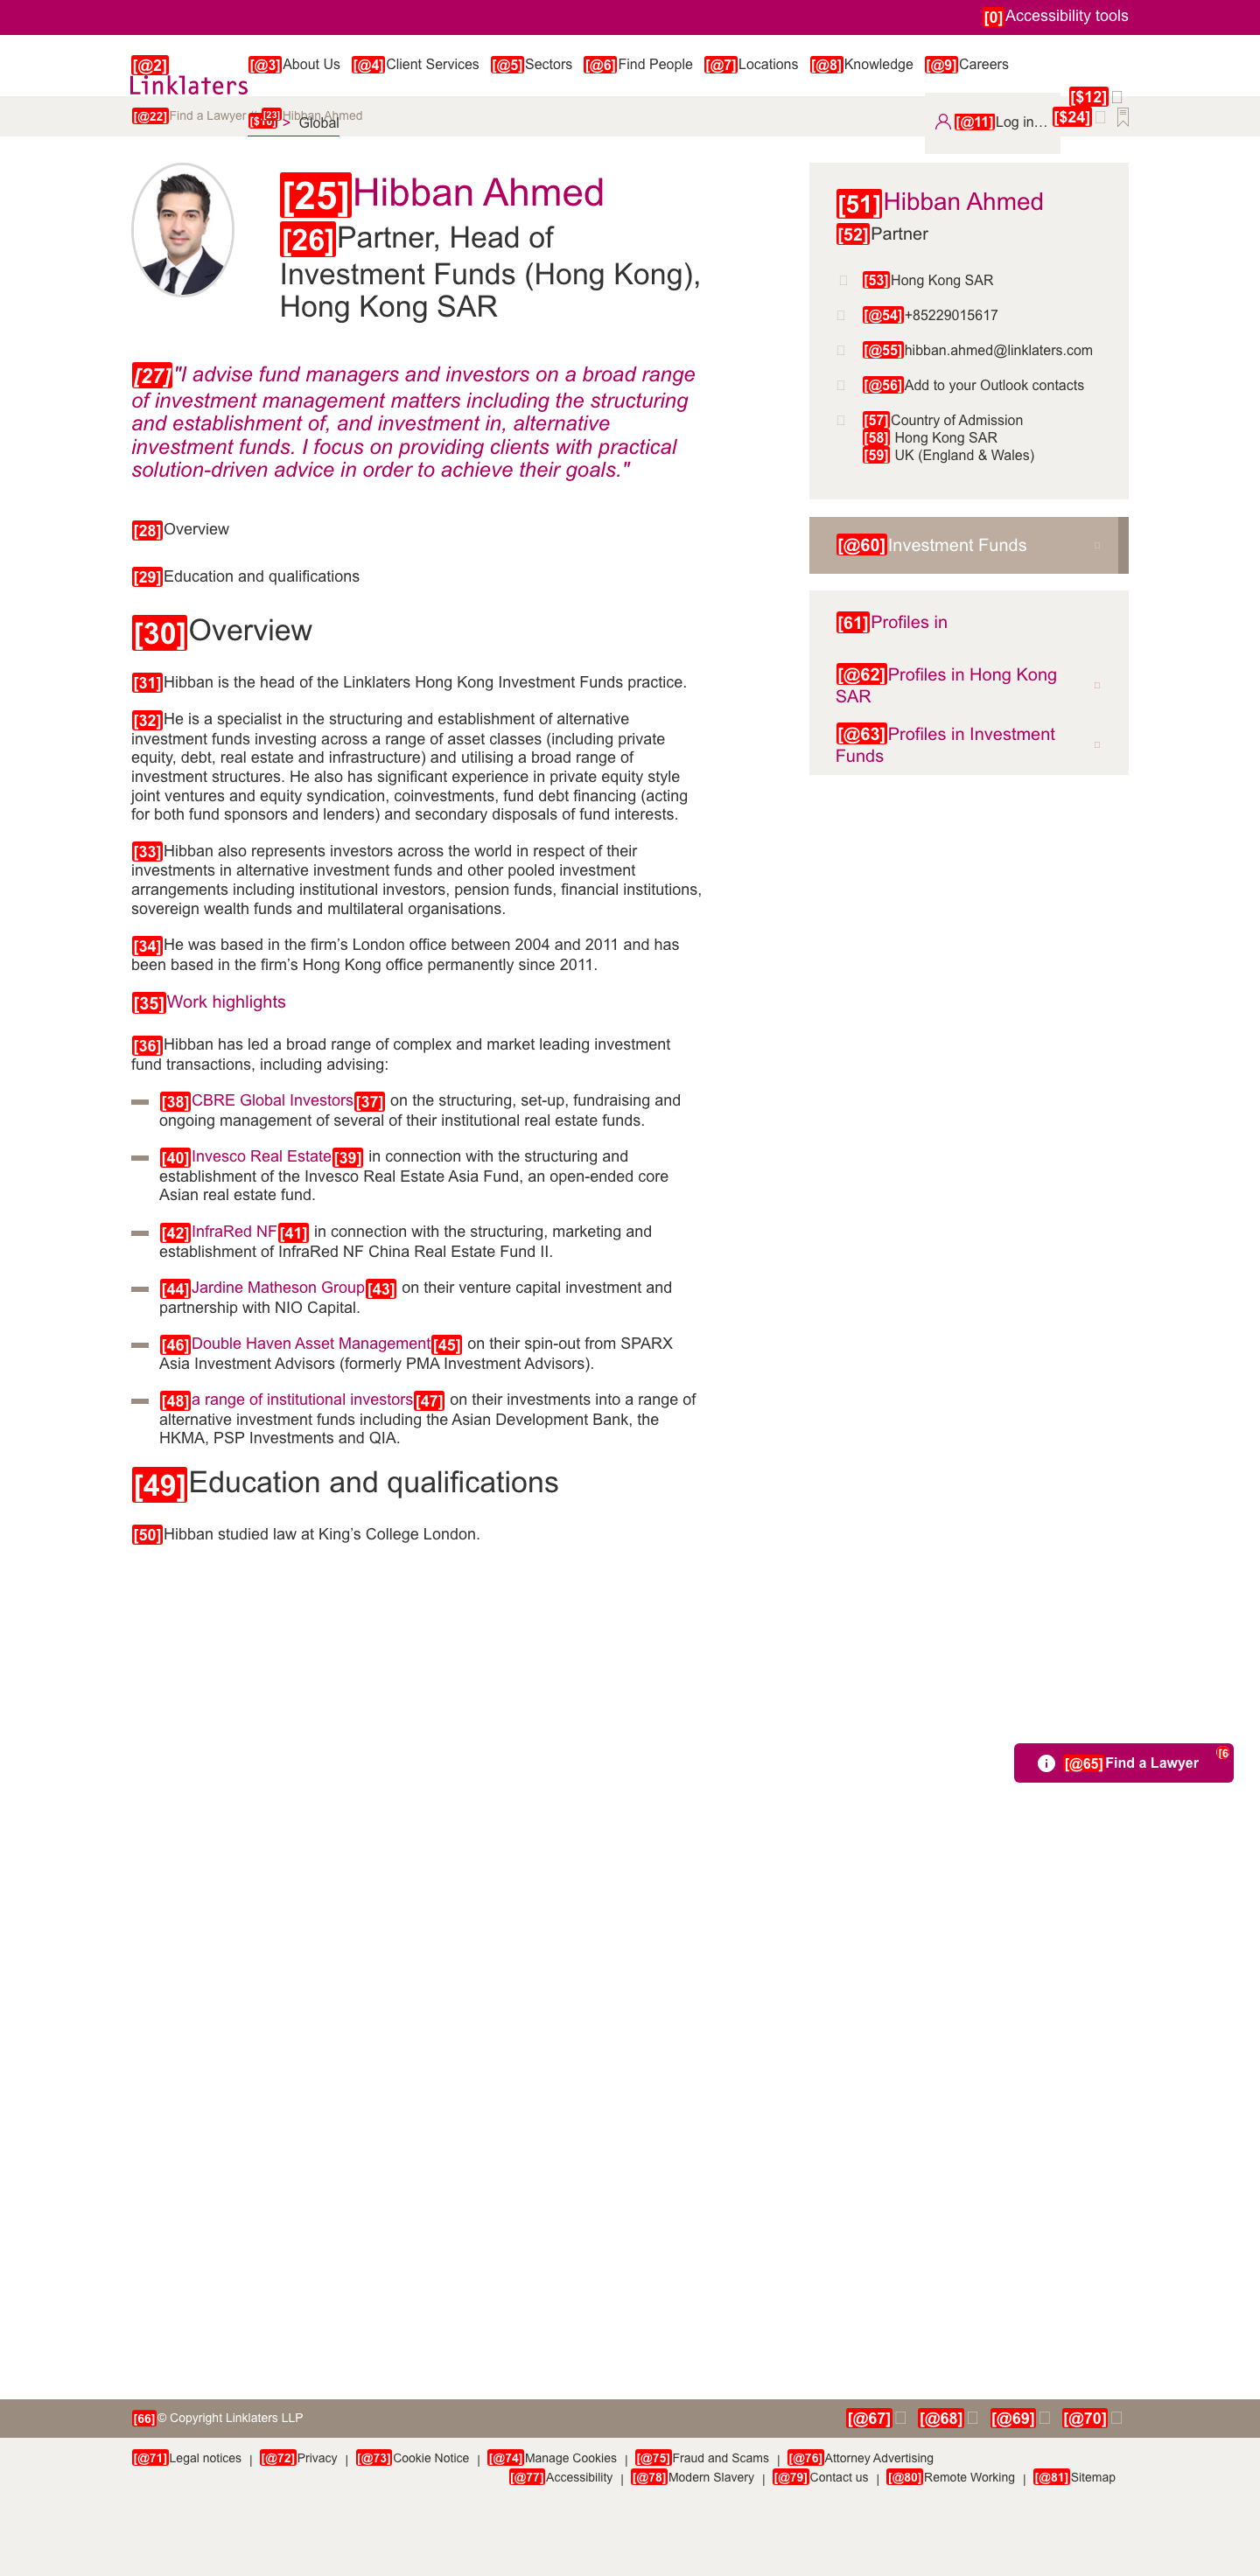 [0]Accessibility tools
[@2]
Linklaters
[@3]About Us [@4]Client Services [@5]Sectors [@6]Find People [@7]Locations [@8]Knowledge [@9]Careers
[$12]
[@22]Find a Lawyer [23]Hibban Ahmed
> Global
[@11]Log in…
[$24]
[25]Hibban Ahmed
[26]Partner, Head of
Investment Funds (Hong Kong),
Hong Kong SAR
[27]"I advise fund managers and investors on a broad range
of investment management matters including the structuring
and establishment of, and investment in, alternative
investment funds. I focus on providing clients with practical
solution-driven advice in order to achieve their goals."
[28]Overview
[29]Education and qualifications
[30]Overview
[31]Hibban is the head of the Linklaters Hong Kong Investment Funds practice.
[32]He is a specialist in the structuring and establishment of alternative
investment funds investing across a range of asset classes (including private
equity, debt, real estate and infrastructure) and utilising a broad range of
investment structures. He also has significant experience in private equity style
joint ventures and equity syndication, coinvestments, fund debt financing (acting
for both fund sponsors and lenders) and secondary disposals of fund interests.
[33]Hibban also represents investors across the world in respect of their
investments in alternative investment funds and other pooled investment
arrangements including institutional investors, pension funds, financial institutions,
sovereign wealth funds and multilateral organisations.
[34]He was based in the firm’s London office between 2004 and 2011 and has
been based in the firm’s Hong Kong office permanently since 2011.
[35]Work highlights
[36]Hibban has led a broad range of complex and market leading investment
fund transactions, including advising:
[38]CBRE Global Investors[37] on the structuring, set-up, fundraising and
ongoing management of several of their institutional real estate funds.
[40]Invesco Real Estate[39] in connection with the structuring and
establishment of the Invesco Real Estate Asia Fund, an open-ended core
Asian real estate fund.
[42]InfraRed NF[41] in connection with the structuring, marketing and
establishment of InfraRed NF China Real Estate Fund II.
[44]Jardine Matheson Group[43] on their venture capital investment and
partnership with NIO Capital.
[46]Double Haven Asset Management[45] on their spin-out from SPARX
Asia Investment Advisors (formerly PMA Investment Advisors).
[48]a range of institutional investors[47] on their investments into a range of
alternative investment funds including the Asian Development Bank, the
HKMA, PSP Investments and QIA.
[49]Education and qualifications
[50]Hibban studied law at King’s College London.
[51]Hibban Ahmed
[52]Partner
[53]Hong Kong SAR
[@54]+85229015617
[@55]hibban.ahmed@linklaters.com
[@56]Add to your Outlook contacts
[57]Country of Admission
[58] Hong Kong SAR
[59] UK (England & Wales)
[@60]Investment Funds
[61]Profiles in
[@62]Profiles in Hong Kong
SAR
[@63]Profiles in Investment
Funds
[@65]Find a Lawyer
[66]© Copyright Linklaters LLP
[@67] [@68] [@69] [@70]
[@71]Legal notices | [@72]Privacy | [@73]Cookie Notice | [@74]Manage Cookies | [@75]Fraud and Scams | [@76]Attorney Advertising
[@77]Accessibility | [@78]Modern Slavery | [@79]Contact us | [@80]Remote Working | [@81]Sitemap